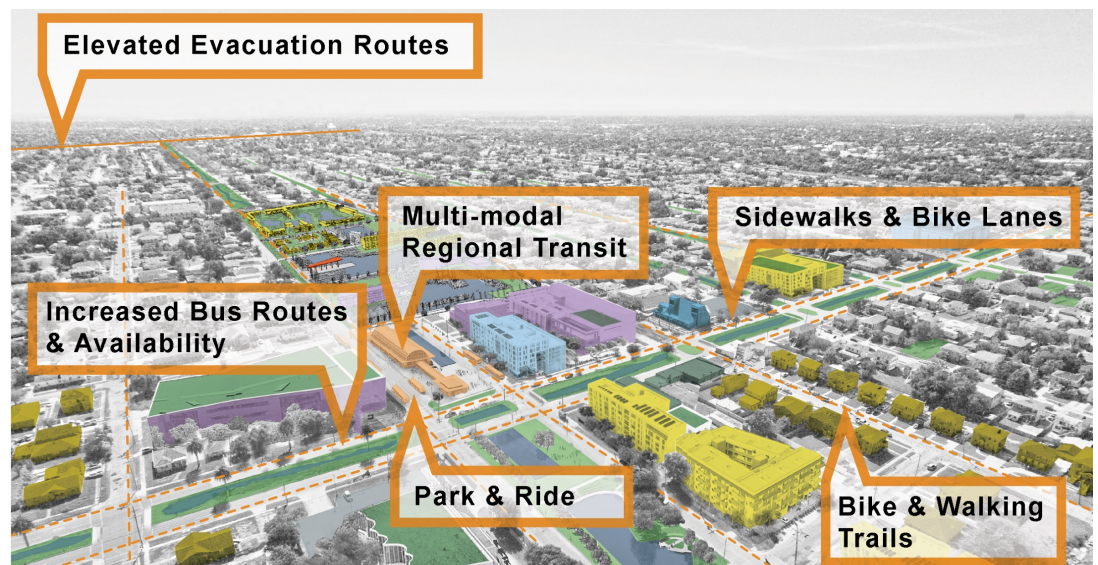 Elevated Evacuation Routes
Multi-modal
Regional Transit
Sidewalks & Bike Lanes
Increased Bus Routes
& Availability
Park & Ride
Bike & Walking
Trails